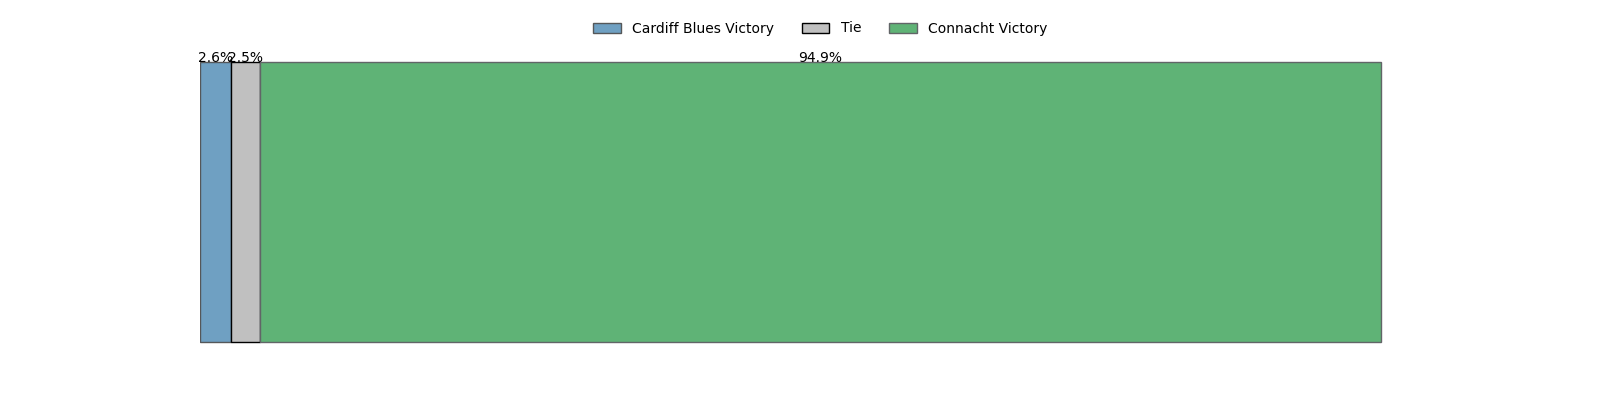 Cardiff Blues Victory Tie Connacht Victory
2.6% 2.5% 94.9%